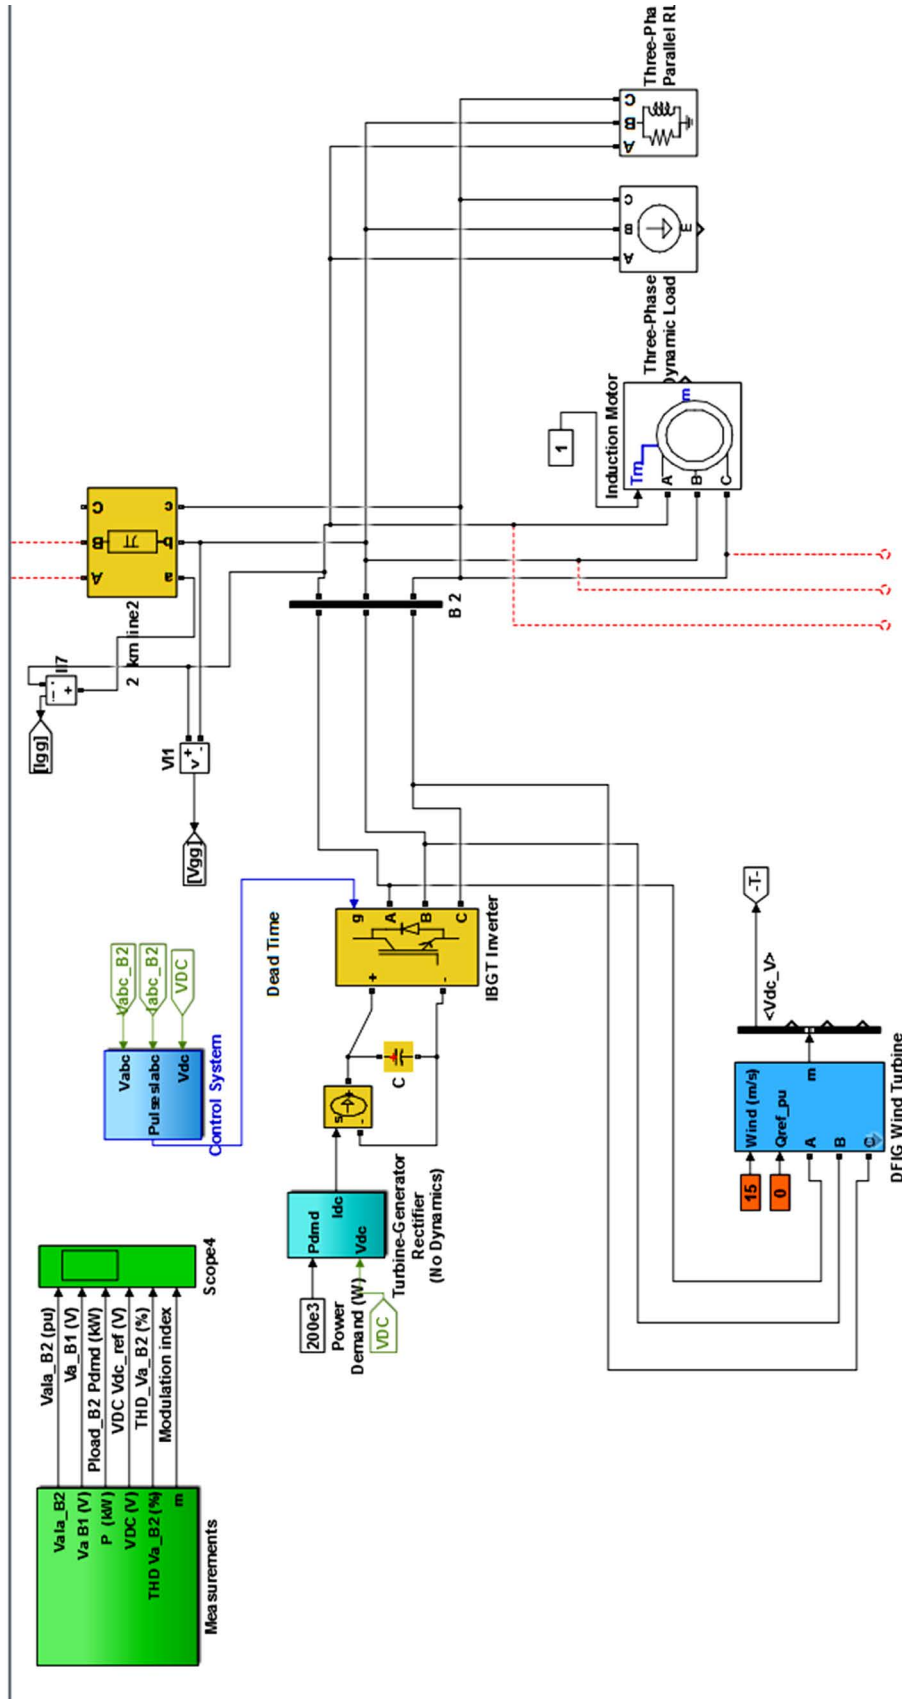 Vala_B2
Va B1 (V)
P (kW)
VDC (V)
THD Va_B2 (%)
m
Measurements
Vala_B2 (pu)
Va_B1 (V)
Pload_B2 Pdmd (kW)
VDC Vdc_ref (V)
THD_Va_B2 (%)
Modulation index
Scope4
200e3
Power
Demand (W)
VDC
Pdmd
Vdc
Idc
Turbine-Generator
Rectifier
(No Dynamics)
s
+
-
C
Vabc
PulsesIabc
Vdc
Control System
Vabc_B2
Iabc_B2
VDC
Dead Time
g
A
B
C
+
-
IBGT Inverter
[Vgg]
v
+
-
VI1
[Igg]
i
-
+
II7
2 km line2
A
B
C
a
b
c
B 2
15
0
Wind (m/s)
Qref_pu
A
B
C
m
DFIG Wind Turbine
<Vdc_V>
-T-
1
Induction Motor
Tm
A
B
C
m
Three-Phase
Dynamic Load
A
B
C
E
Three-Pha
Parallel RL
A
B
C